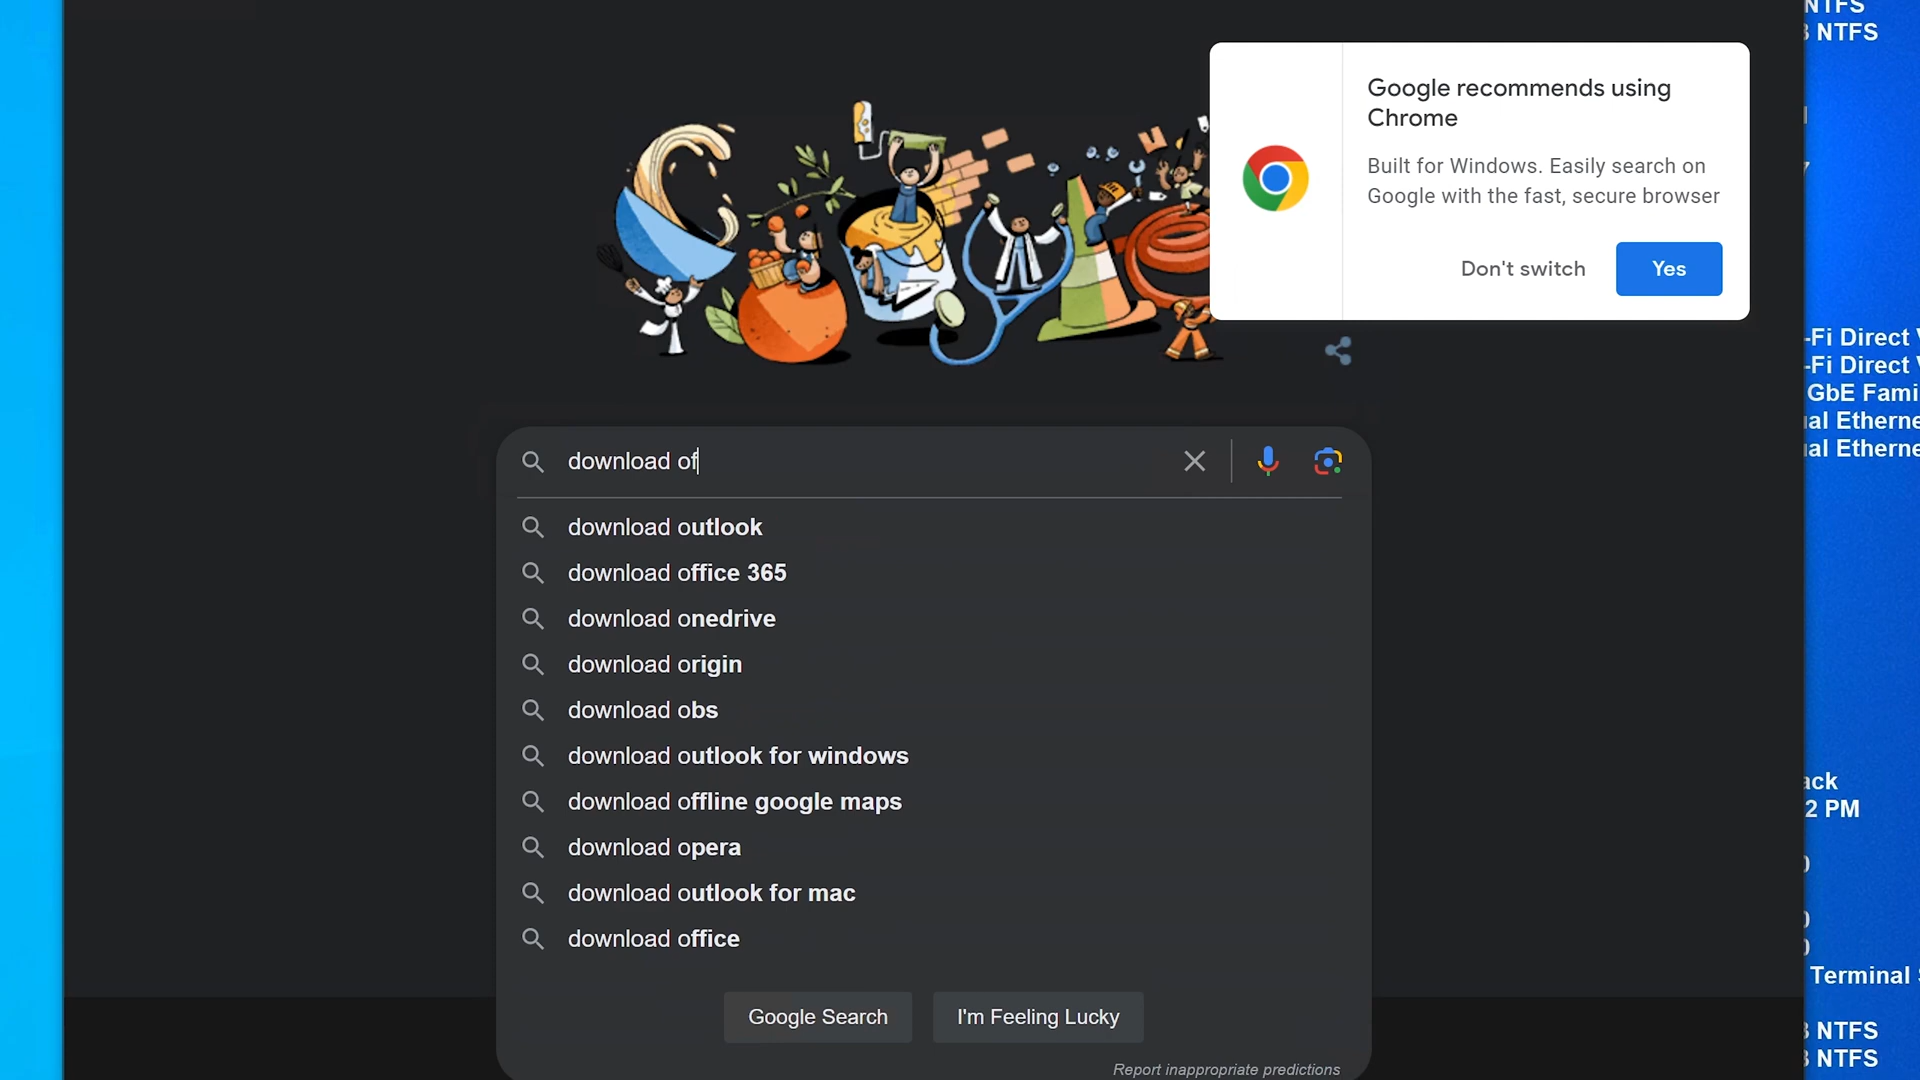 NTFS
NTFS
Google recommends using
Chrome
Built for Windows. Easily search on
Google with the fast, secure browser
Don't switch
Yes
-Fi Direct
-Fi Direct
GbE Fami
download of
al Etherne
al Etherne
download outlook
download office 365
download onedrive
download origin
download obs
download outlook for windows
ack
download offline google maps
2 PM
download opera
download outlook for mac
download office
Terminal
Google Search
I'm Feeling Lucky
NTFS
NTFS
Report inappropriate predictions